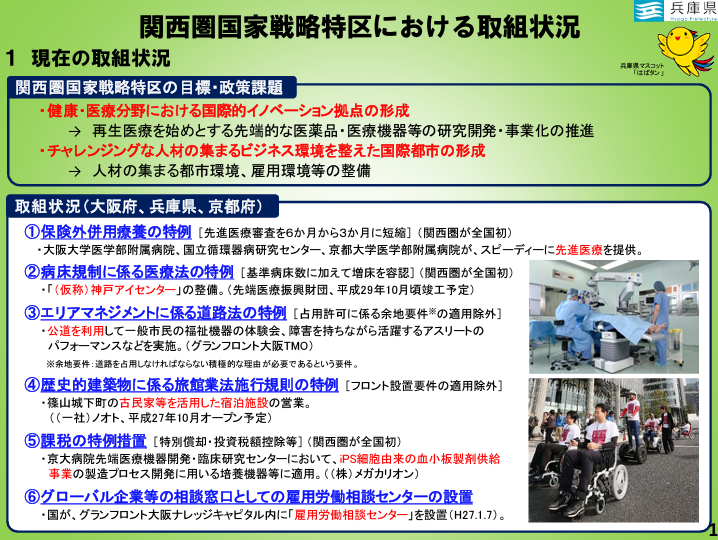 関西圏国家戦略特区における取組状況
兵庫県
Hyogo Prefecture
兵庫県マスコット
「はばタン」
1 現在の取組状況
関西圏国家戦略特区の目標・政策課題
・健康・医療分野における国際的イノベーション拠点の形成
→ 再生医療を始めとする先端的な医薬品・医療機器等の研究開発・事業化の推進
・チャレンジングな人材の集まるビジネス環境を整えた国際都市の形成
→ 人材の集まる都市環境、雇用環境等の整備
取組状況(大阪府、兵庫県、京都府)
①保険外併用療養の特例 [先進医療審査を6か月から3か月に短縮] (関西圏が全国初)
・大阪大学医学部附属病院、国立循環器病研究センター、京都大学医学部附属病院が、スピーディーに先進医療を提供。
②病床規制に係る医療法の特例 [基準病床数に加えて増床を容認] (関西圏が全国初)
・「(仮称)神戸アイセンター」の整備。(先端医療振興財団、平成29年10月頃竣工予定)
③エリアマネジメントに係る道路法の特例 [占用許可に係る余地要件※の適用除外]
・公道を利用して一般市民の福祉機器の体験会、障害を持ちながら活躍するアスリートの
パフォーマンスなどを実施。(グランフロント大阪TMO)
※余地要件:道路を占用しなければならない積極的な理由が必要であるという要件。
④歴史的建築物に係る旅館業法施行規則の特例 [フロント設置要件の適用除外]
・篠山城下町の古民家等を活用した宿泊施設の営業。
((一社)ノオト、平成27年10月オープン予定)
⑤課税の特例措置 [特別償却・投資税額控除等] (関西圏が全国初)
・京大病院先端医療機器開発・臨床研究センターにおいて、iPS細胞由来の血小板製剤供給
事業の製造プロセス開発に用いる培養機器等に適用。((株)メガカリオン)
⑥グローバル企業等の相談窓口としての雇用労働相談センターの設置
・国が、グランフロント大阪ナレッジキャピタル内に「雇用労働相談センター」を設置(H27.1.7)。
1